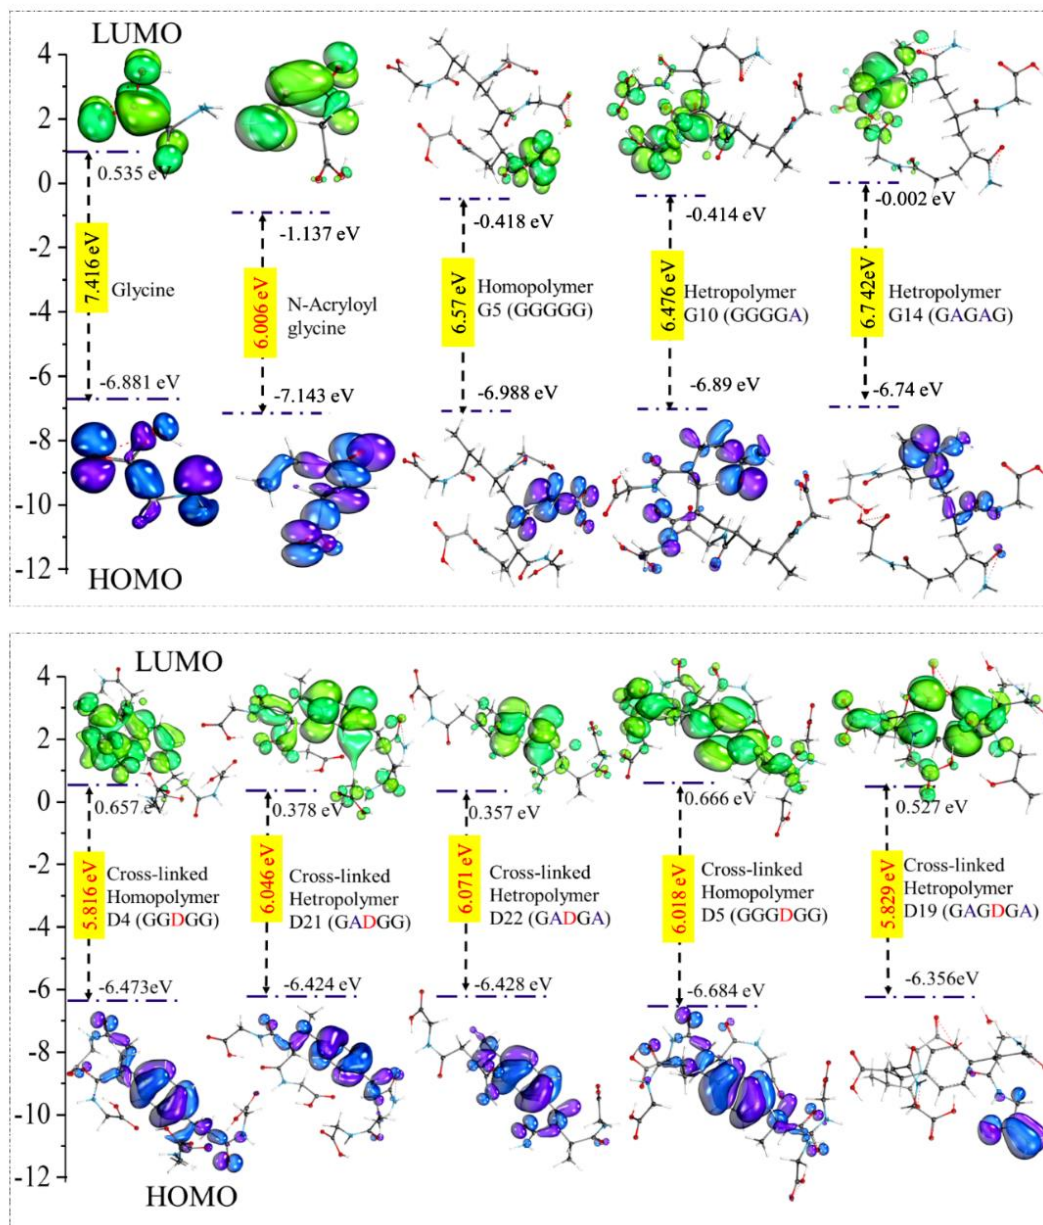 LUMO
4
2
0
-2
-4
-6
-8
-10
-12
0.535 eV
7.416 eV
Glycine
-6.881 eV
-1.137 eV
6.006 eV
N-Acryloyl
glycine
-7.143 eV
-0.418 eV
6.57 eV
Homopolymer
G5 (GGGGG)
-6.988 eV
-0.414 eV
6.476 eV
Hetropolymer
G10 (GGGGA)
-6.89 eV
-0.002 eV
6.742eV
Hetropolymer
G14 (GAGAG)
-6.74 eV
HOMO
LUMO
4
2
0
-2
-4
-6
-8
-10
-12
0.657 eV
5.816 eV
Cross-linked
Homopolymer
D4 (GGDGG)
-6.473eV
0.378 eV
6.046 eV
Cross-linked
Hetropolymer
D21 (GADGG)
-6.424 eV
0.357 eV
6.071 eV
Cross-linked
Hetropolymer
D22 (GADGA)
-6.428 eV
0.666 eV
6.018 eV
Cross-linked
Homopolymer
D5 (GGGDGG)
-6.684 eV
0.527 eV
5.829 eV
Cross-linked
Hetropolymer
D19 (GAGDGA)
-6.356eV
HOMO